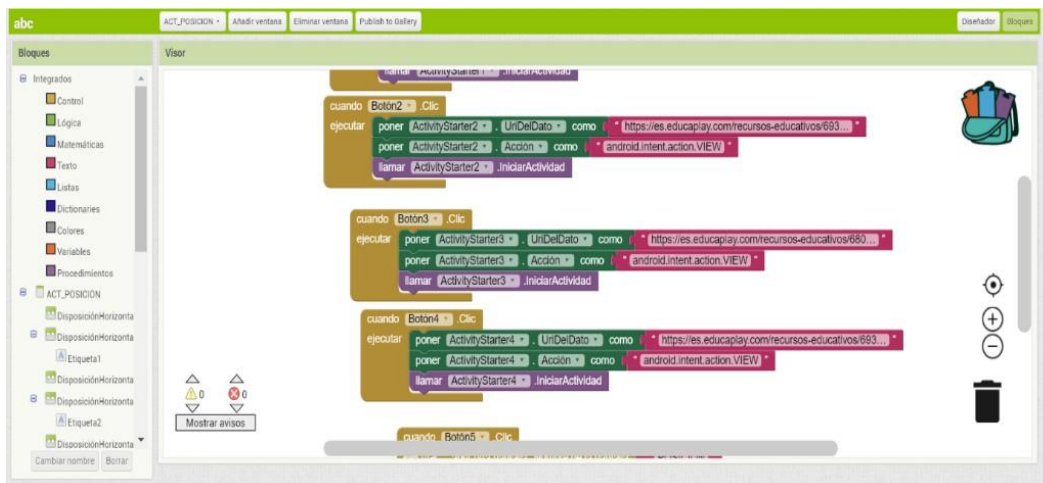 abc
ACT_POSICION
Añadir ventana
Eliminar ventana
Publish to Gallery
Diseñador
Bloques
Bloques
Integrados
Control
Lógica
Matemáticas
Texto
Listas
Dictionaries
Colores
Variables
Procedimientos
ACT_POSICION
DisposiciónHorizonta
DisposiciónHorizonta
Etiqueta1
DisposiciónHorizonta
DisposiciónHorizonta
Etiqueta2
DisposiciónHorizonta
Cambiar nombre
Borrar
Visor
llamar ActivityStarter1 .IniciarActividad
cuando Botón2 .Clic
ejecutar poner ActivityStarter2 . UriDelDato como " https://es.educaplay.com/recursos-educativos/693... "
poner ActivityStarter2 . Acción como " android.intent.action.VIEW "
llamar ActivityStarter2 .IniciarActividad
cuando Botón3 .Clic
ejecutar poner ActivityStarter3 . UriDelDato como " https://es.educaplay.com/recursos-educativos/680... "
poner ActivityStarter3 . Acción como " android.intent.action.VIEW "
llamar ActivityStarter3 .IniciarActividad
cuando Botón4 .Clic
ejecutar poner ActivityStarter4 . UriDelDato como " https://es.educaplay.com/recursos-educativos/693... "
poner ActivityStarter4 . Acción como " android.intent.action.VIEW "
llamar ActivityStarter4 .IniciarActividad
cuando Botón5 .Clic
0
0
Mostrar avisos